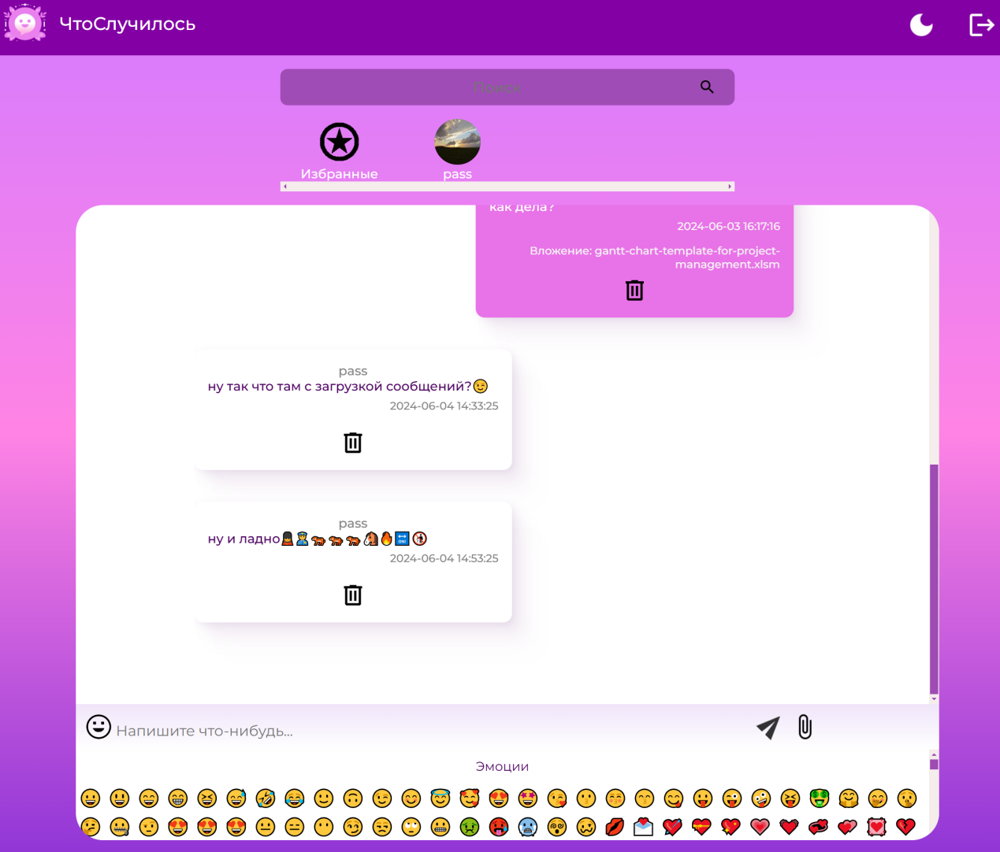 ЧтоСлучилось
Поиск
Избранные
pass
как дела?
2024-06-03 16:17:16
Вложение: gantt-chart-template-for-project-
management.xlsm
pass
ну так что там с загрузкой сообщений?😉
2024-06-04 14:33:25
pass
ну и ладно
2024-06-04 14:53:25
Напишите что-нибудь...
Эмоции